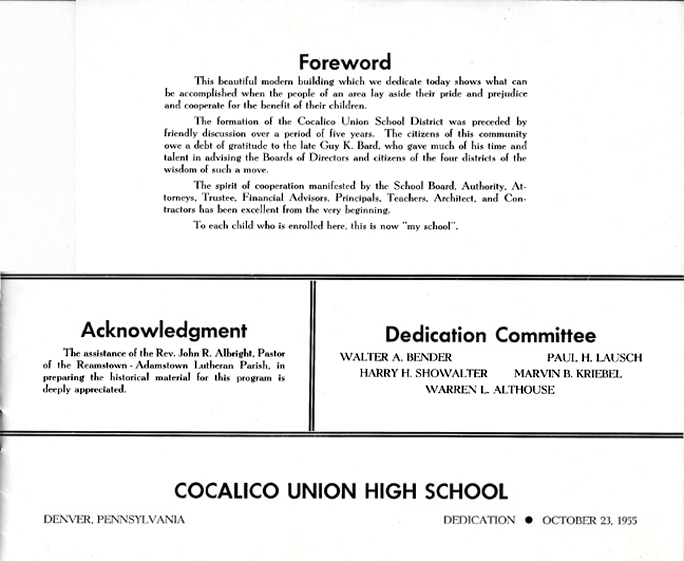 Foreword
This beautiful modern building which we dedicate today shows what can
be accomplished when the people of an area lay aside their pride and prejudice
and cooperate for the benefit of their children.
The formation of the Cocalico Union School District was preceded by
friendly discussion over a period of five years. The citizens of this community
owe a debt of gratitude to the late Guy K. Bard, who gave much of his time and
talent in advising the Boards of Directors and citizens of the four districts of the
wisdom of such a move.
The spirit of cooperation manifested by the School Board, Authority, At-
torneys, Trustee, Financial Advisors, Principals, Teachers, Architect, and Con-
tractors has been excellent from the very beginning.
To each child who is enrolled here, this is now "my school".
Acknowledgment
The assistance of the Rev. John R. Albright, Pastor
of the Reamstown - Adamstown Lutheran Parish, in
preparing the historical material for this program is
deeply appreciated.
Dedication Committee
WALTER A. BENDER PAUL H. LAUSCH
HARRY H. SHOWALTER MARVIN B. KRIEBEL
WARREN L. ALTHOUSE
COCALICO UNION HIGH SCHOOL
DENVER, PENNSYLVANIA DEDICATION ● OCTOBER 23, 1955